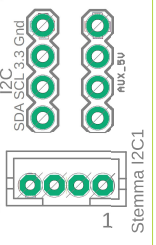 I2C
SDA SCL 3.3 Gnd
AUX_5V
Stemma I2C1
1